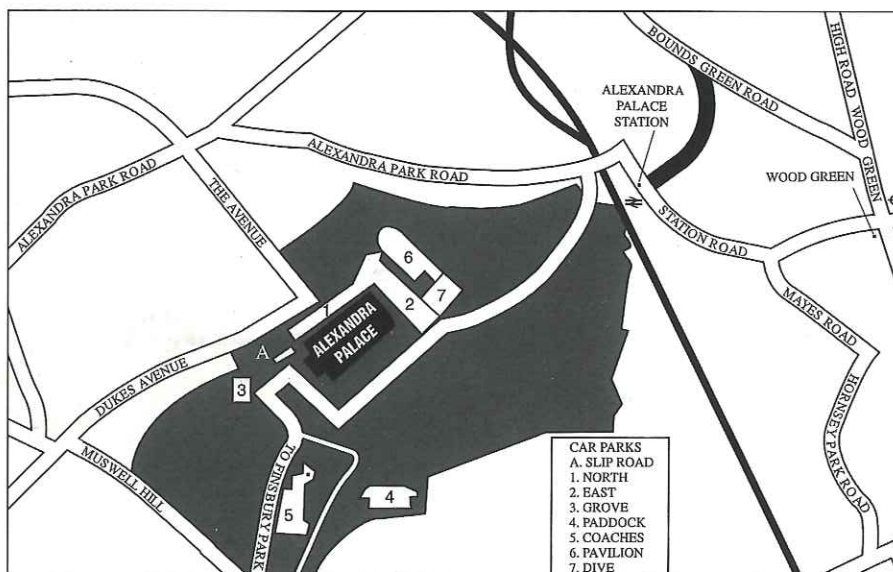 BOUNDS GREEN ROAD
HIGH ROAD WOOD GREEN
ALEXANDRA
PALACE
STATION
ALEXANDRA PARK ROAD
ALEXANDRA PARK ROAD
WOOD GREEN
THE AVENUE
STATION ROAD
6
7
1
2
ALEXANDRA
PALACE
A
3
MAYES ROAD
DUKES AVENUE
HORNSEY PARK ROAD
MUSWELL HILL
TO FINSBURY PARK
4
5
CAR PARKS
A. SLIP ROAD
1. NORTH
2. EAST
3. GROVE
4. PADDOCK
5. COACHES
6. PAVILION
7. DIVE